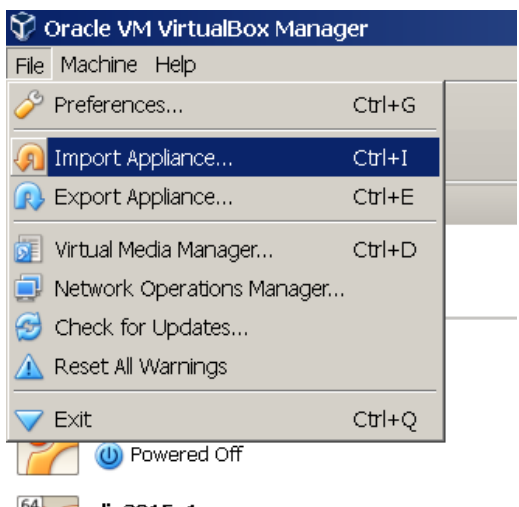 Oracle VM VirtualBox Manager
File Machine Help
Preferences... Ctrl+G
Import Appliance... Ctrl+I
Export Appliance... Ctrl+E
Virtual Media Manager... Ctrl+D
Network Operations Manager...
Check for Updates...
Reset All Warnings
Exit Ctrl+Q
Powered Off
64